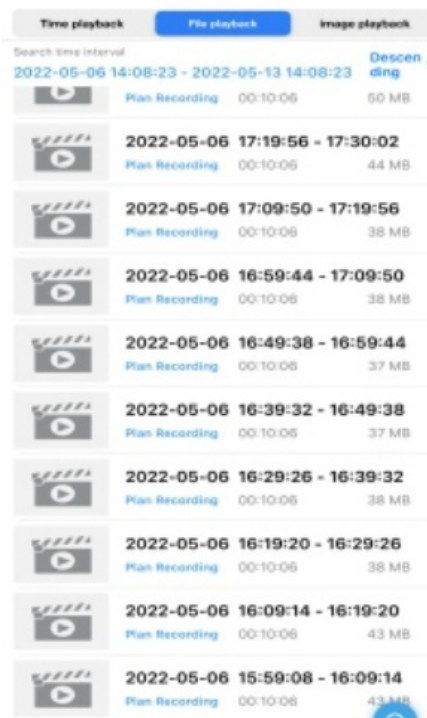 Time playback File playback Image playback
Search time interval
2022-05-06 14:08:23 - 2022-05-13 14:08:23 Descen
ding
Plan Recording 00:10:06 50 MB
2022-05-06 17:19:56 - 17:30:02
Plan Recording 00:10:06 44 MB
2022-05-06 17:09:50 - 17:19:56
Plan Recording 00:10:06 38 MB
2022-05-06 16:59:44 - 17:09:50
Plan Recording 00:10:06 38 MB
2022-05-06 16:49:38 - 16:59:44
Plan Recording 00:10:06 37 MB
2022-05-06 16:39:32 - 16:49:38
Plan Recording 00:10:06 37 MB
2022-05-06 16:29:26 - 16:39:32
Plan Recording 00:10:06 38 MB
2022-05-06 16:19:20 - 16:29:26
Plan Recording 00:10:06 38 MB
2022-05-06 16:09:14 - 16:19:20
Plan Recording 00:10:06 43 MB
2022-05-06 15:59:08 - 16:09:14
Plan Recording 00:10:06 43 MB